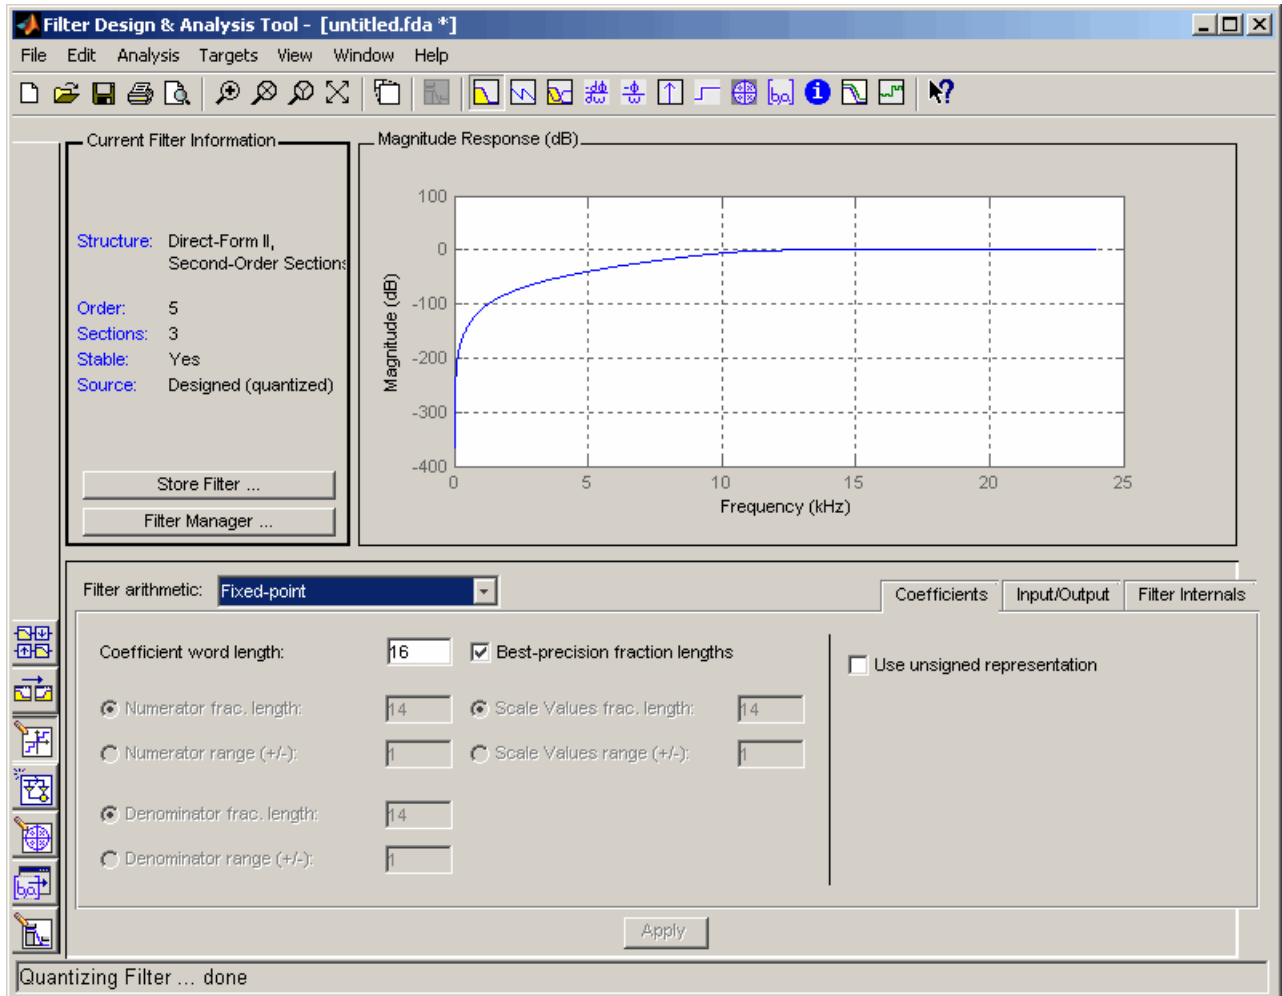 Filter Design & Analysis Tool - [untitled.fda *]
File Edit Analysis Targets View Window Help
Current Filter Information
Structure: Direct-Form II,
Second-Order Sections
Order: 5
Sections: 3
Stable: Yes
Source: Designed (quantized)
Store Filter ...
Filter Manager ...
Magnitude Response (dB)
100
0
-100
-200
-300
-400
Magnitude (dB)
0 5 10 15 20 25
Frequency (kHz)
Filter arithmetic: Fixed-point
Coefficients Input/Output Filter Internals
Coefficient word length: 16 Best-precision fraction lengths
Use unsigned representation
Numerator frac. length: 14 Scale Values frac. length: 14
Numerator range (+/-): 1 Scale Values range (+/-): 1
Denominator frac. length: 14
Denominator range (+/-): 1
Apply
Quantizing Filter ... done